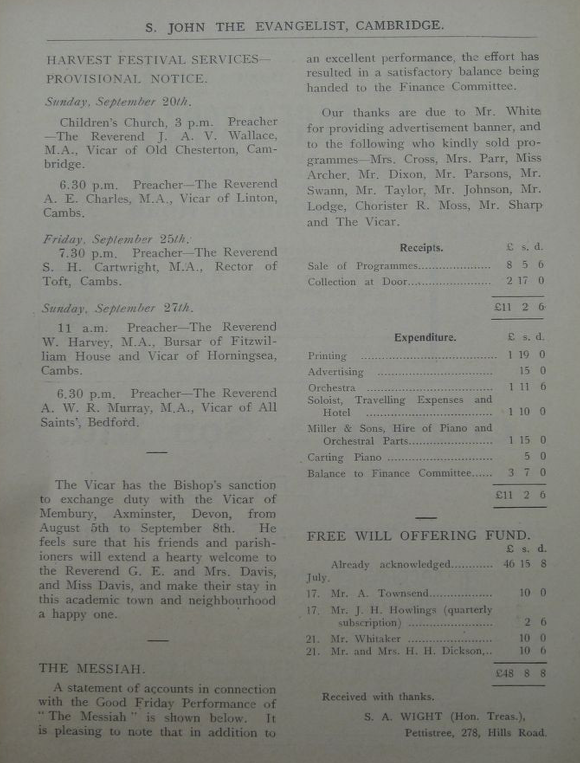 S. JOHN THE EVANGELIST, CAMBRIDGE.
HARVEST FESTIVAL SERVICES—
PROVISIONAL NOTICE.
Sunday, September 20th.
Children's Church, 3 p.m. Preacher
—The Reverend J. A. V. Wallace,
M.A., Vicar of Old Chesterton, Cam-
bridge.
6.30 p.m. Preacher—The Reverend
A. E. Charles, M.A., Vicar of Linton,
Cambs.
Friday, September 25th.
7.30 p.m. Preacher—The Reverend
S. H. Cartwright, M.A., Rector of
Toft, Cambs.
Sunday, September 27th.
11 a.m. Preacher—The Reverend
W. Harvey, M.A., Bursar of Fitzwil-
liam House and Vicar of Horningsea,
Cambs.
6.30 p.m. Preacher—The Reverend
A. W. R. Murray, M.A., Vicar of All
Saints', Bedford.
The Vicar has the Bishop's sanction
to exchange duty with the Vicar of
Membury, Axminster, Devon, from
August 5th to September 8th. He
feels sure that his friends and parish-
ioners will extend a hearty welcome to
the Reverend G. E. and Mrs. Davis,
and Miss Davis, and make their stay in
this academic town and neighbourhood
a happy one.
THE MESSIAH.
A statement of accounts in connection
with the Good Friday Performance of
"The Messiah" is shown below. It
is pleasing to note that in addition to
an excellent performance, the effort has
resulted in a satisfactory balance being
handed to the Finance Committee.
Our thanks are due to Mr. White
for providing advertisement banner, and
to the following who kindly sold pro-
grammes—Mrs. Cross, Mrs. Parr, Miss
Archer, Mr. Dixon, Mr. Parsons, Mr.
Swann, Mr. Taylor, Mr. Johnson, Mr.
Lodge, Chorister R. Moss, Mr. Sharp
and The Vicar.
Receipts. £ s. d.
Sale of Programmes..................... 8 5 6
Collection at Door..................... 2 17 0
£11 2 6
Expenditure. £ s. d.
Printing ..................... 1 19 0
Advertising ..................... 15 0
Orchestra ..................... 1 11 6
Soloist, Travelling Expenses and
Hotel ..................... 1 10 0
Miller & Sons, Hire of Piano and
Orchestral Parts..................... 1 15 0
Carting Piano ..................... 5 0
Balance to Finance Committee...... 3 7 0
£11 2 6
FREE WILL OFFERING FUND.
£ s. d.
Already acknowledged............ 46 15 8
July.
17. Mr. A. Townsend.................. 10 0
17. Mr. J. H. Howlings (quarterly
subscription) ..................... 2 6
21. Mr. Whitaker ..................... 10 0
21. Mr. and Mrs. H. H. Dickson,.. 10 6
£48 8 8
Received with thanks.
S. A. WIGHT (Hon. Treas.),
Pettistree, 278, Hills Road.